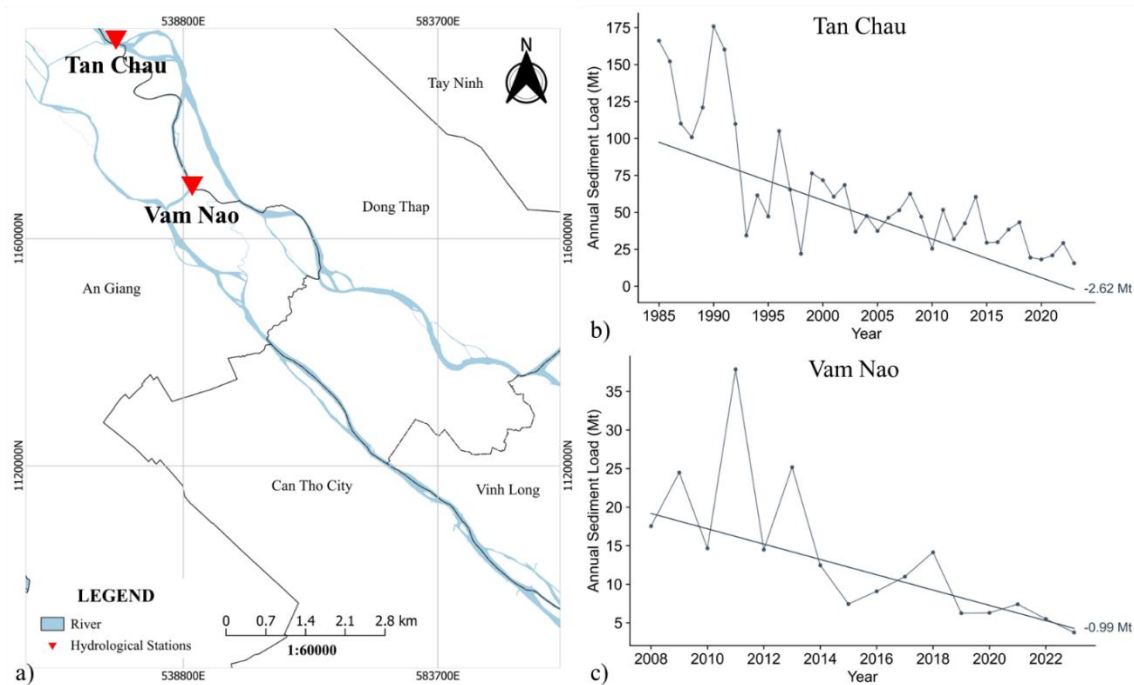 538800E
583700E
Tan Chau
N
Tay Ninh
Vam Nao
Dong Thap
1160000N
1160000N
An Giang
1120000N
1120000N
Can Tho City
Vinh Long
LEGEND
River
Hydrological Stations
0 0.7 1.4 2.1 2.8 km
1:60000
538800E
583700E
a)
Tan Chau
Annual Sediment Load (Mt)
175
150
125
100
75
50
25
0
-2.62 Mt
1985 1990 1995 2000 2005 2010 2015 2020
Year
b)
Vam Nao
Annual Sediment Load (Mt)
35
30
25
20
15
10
5
-0.99 Mt
2008 2010 2012 2014 2016 2018 2020 2022
Year
c)